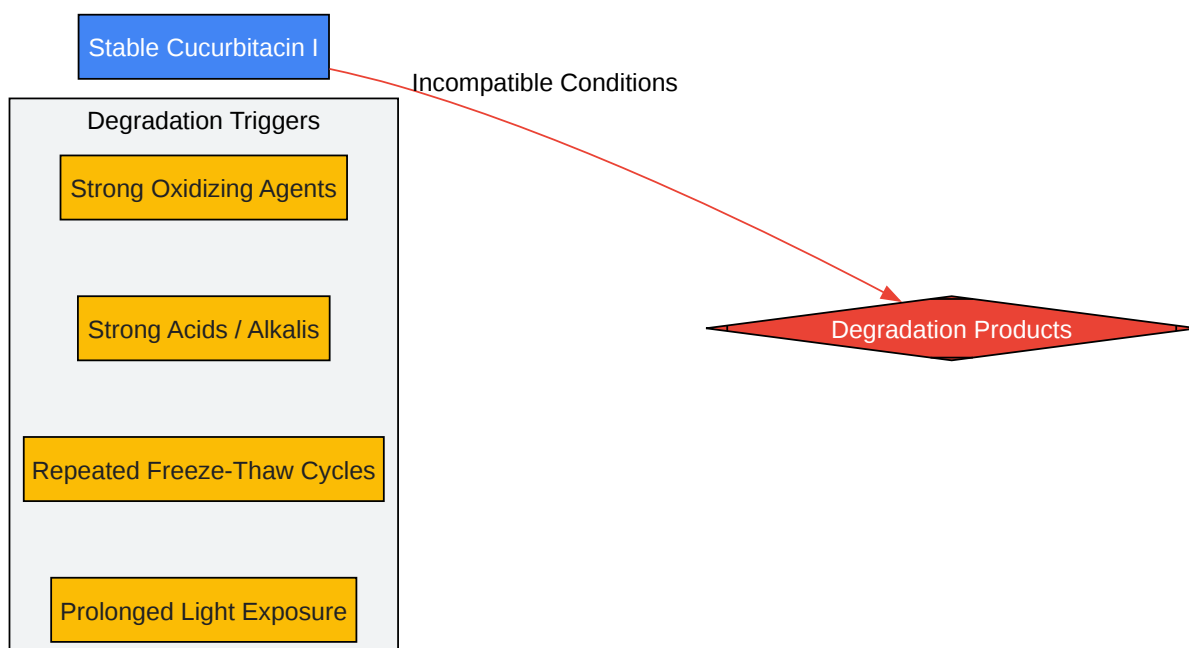 Stable Cucurbitacin I
Incompatible Conditions
Degradation Triggers
Strong Oxidizing Agents
Strong Acids / Alkalis
Degradation Products
Repeated Freeze-Thaw Cycles
Prolonged Light Exposure